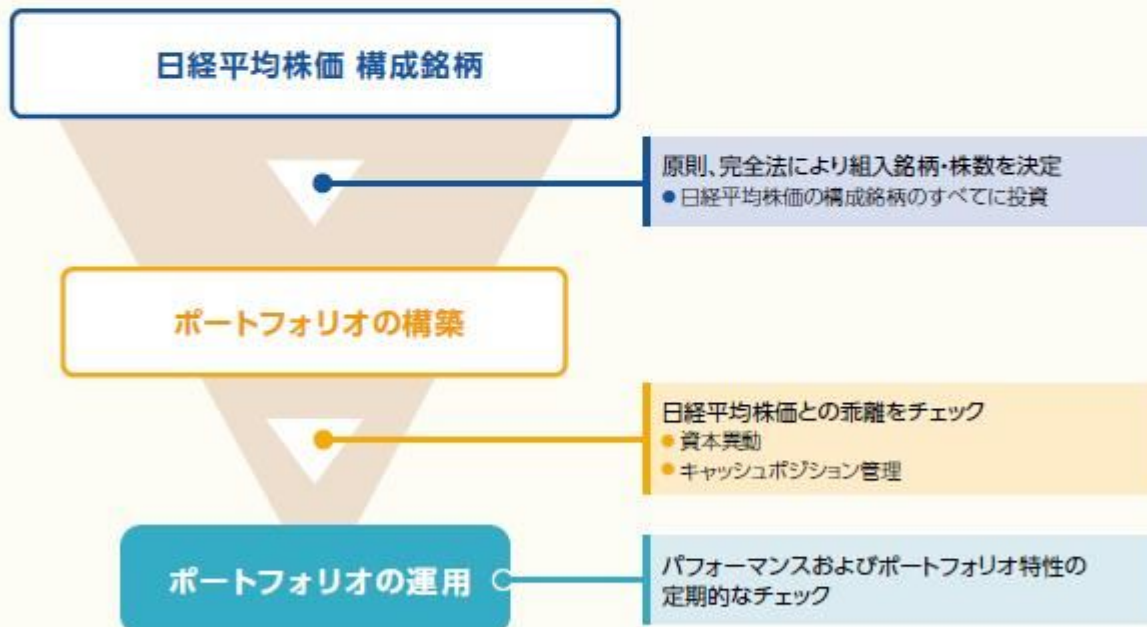 日経平均株価 構成銘柄
原則、完全法により組入銘柄・株数を決定
● 日経平均株価の構成銘柄のすべてに投資
ポートフォリオの構築
日経平均株価との乖離をチェック
● 資本異動
● キャッシュポジション管理
ポートフォリオの運用
パフォーマンスおよびポートフォリオ特性の
定期的なチェック